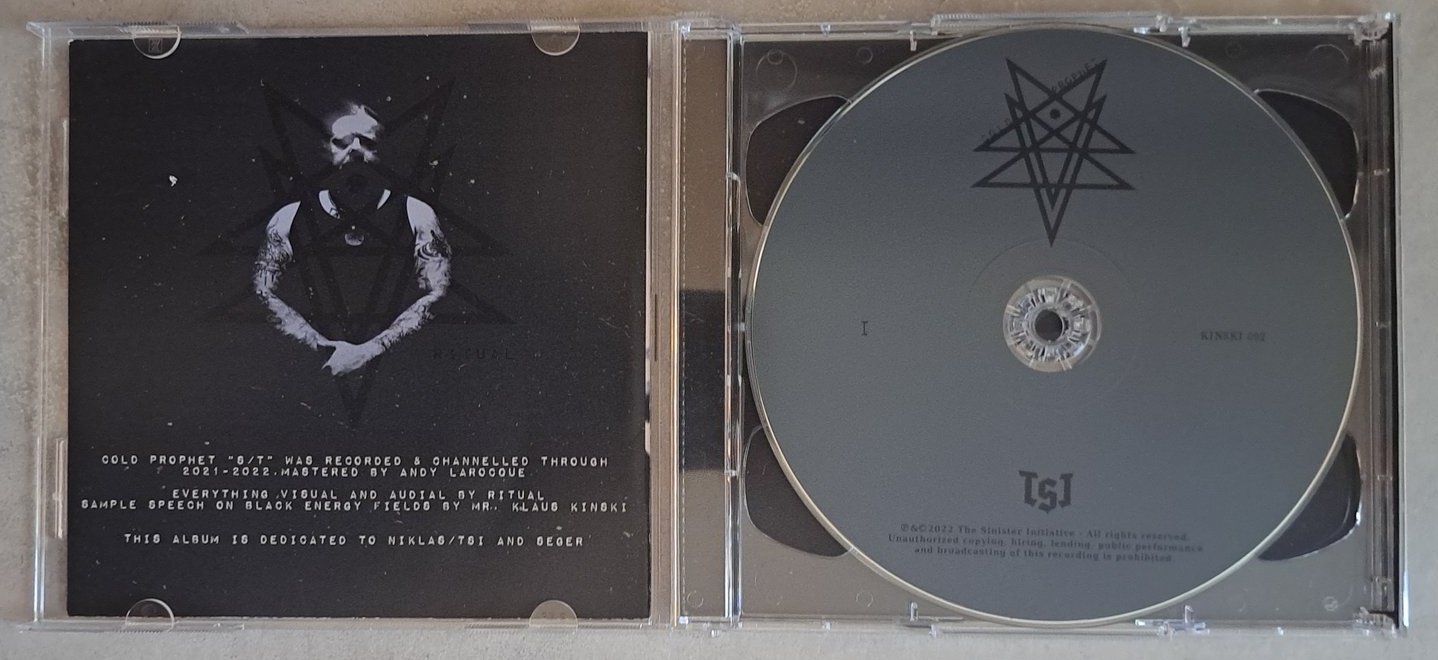 RITUAL
COLD PROPHET "S/T" WAS RECORDED & CHANNELLED THROUGH
2021-2022.MASTERED BY ANDY LAROCQUE
EVERYTHING VISUAL AND AUDIAL BY RITUAL
SAMPLE SPEECH ON BLACK ENERGY FIELDS BY MR. KLAUS KINSKI
THIS ALBUM IS DEDICATED TO NIKLAS/TSI AND SEGER
PROPHET
I
KINSKI 002
TSI
℗&©2022 The Sinister Initiative - All rights reserved.
Unauthorized copying, hiring, lending, public performance
and broadcasting of this recording is prohibited.